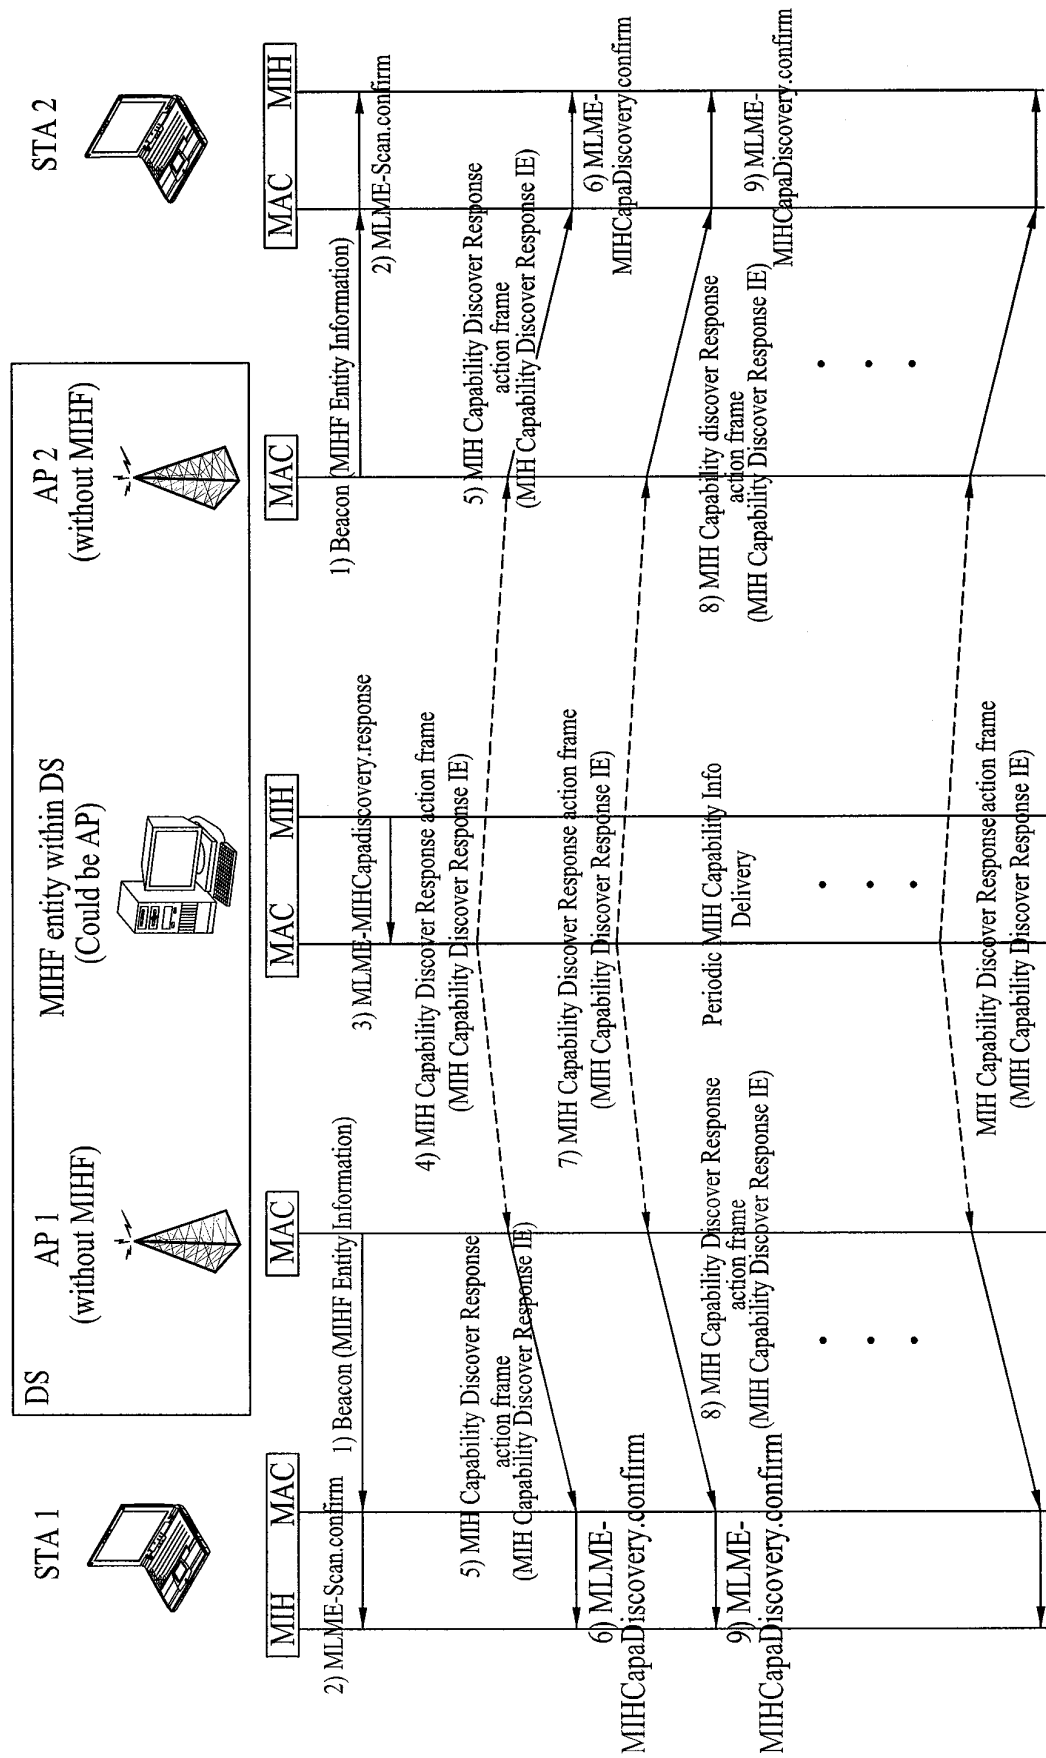 STA 1
DS
AP 1
(without MIHF)
MIHF entity within DS
(Could be AP)
AP 2
(without MIHF)
STA 2
MIH
MAC
MAC
MAC
MIH
MAC
MAC
MIH
1) Beacon (MIHF Entity Information)
2) MLME-Scan.confirm
1) Beacon (MIHF Entity Information)
2) MLME-Scan.confirm
3) MLME-MIHCapadiscovery.response
4) MIH Capability Discover Response action frame
(MIH Capability Discover Response IE)
5) MIH Capability Discover Response
action frame
(MIH Capability Discover Response IE)
5) MIH Capability Discover Response
action frame
(MIH Capability Discover Response IE)
6) MLME-
MIHCapaDiscovery.confirm
6) MLME-
MIHCapaDiscovery.confirm
7) MIH Capability Discover Response action frame
(MIH Capability Discover Response IE)
8) MIH Capability Discover Response
action frame
(MIH Capability Discover Response IE)
Periodic MIH Capability Info
Delivery
8) MIH Capability discover Response
action frame
(MIH Capability Discover Response IE)
9) MLME-
MIHCapaDiscovery.confirm
9) MLME-
MIHCapaDiscovery.confirm
MIH Capability Discover Response action frame
(MIH Capability Discover Response IE)